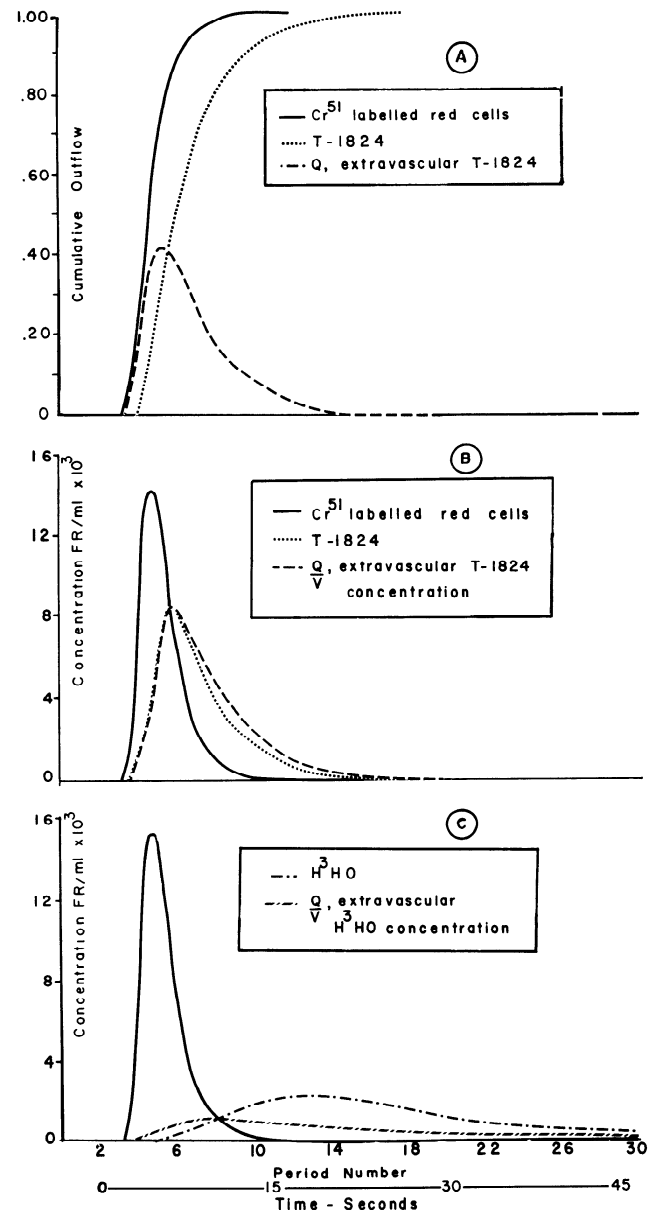 1.00
.80
.60
.40
.20
0
Cumulative Outflow
A
Cr51 labelled red cells
T-1824
Q, extravascular T-1824
16
12
8
4
0
Concentration FR/ml x103
B
Cr51 labelled red cells
T-1824
Q/V, extravascular T-1824
concentration
16
12
8
4
0
Concentration FR/ml x103
C
H3HO
Q/V, extravascular
H3HO concentration
2 6 10 14 18 22 26 30
Period Number
0 15 30 45
Time - Seconds